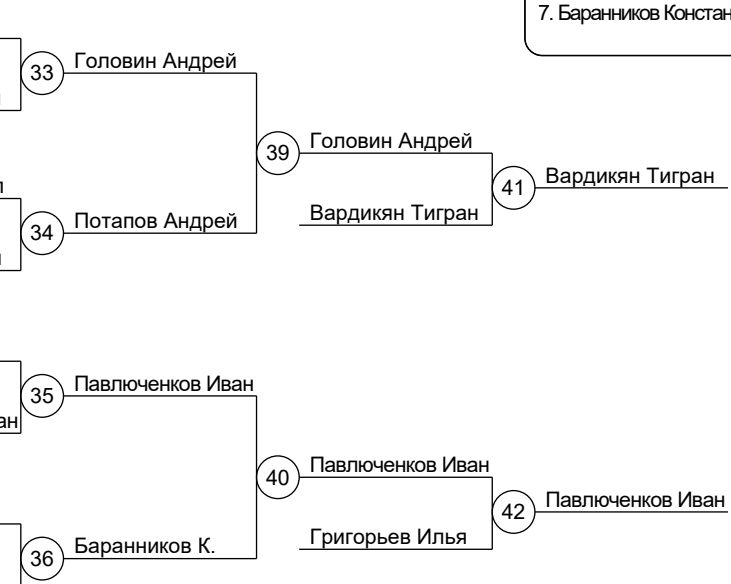 7. Баранников Констан
33
Головин Андрей
39
Головин Андрей
41
Вардикян Тигран
34
Потапов Андрей
Вардикян Тигран
35
Павлюченков Иван
ан
40
Павлюченков Иван
42
Павлюченков Иван
36
Баранников К.
Григорьев Илья